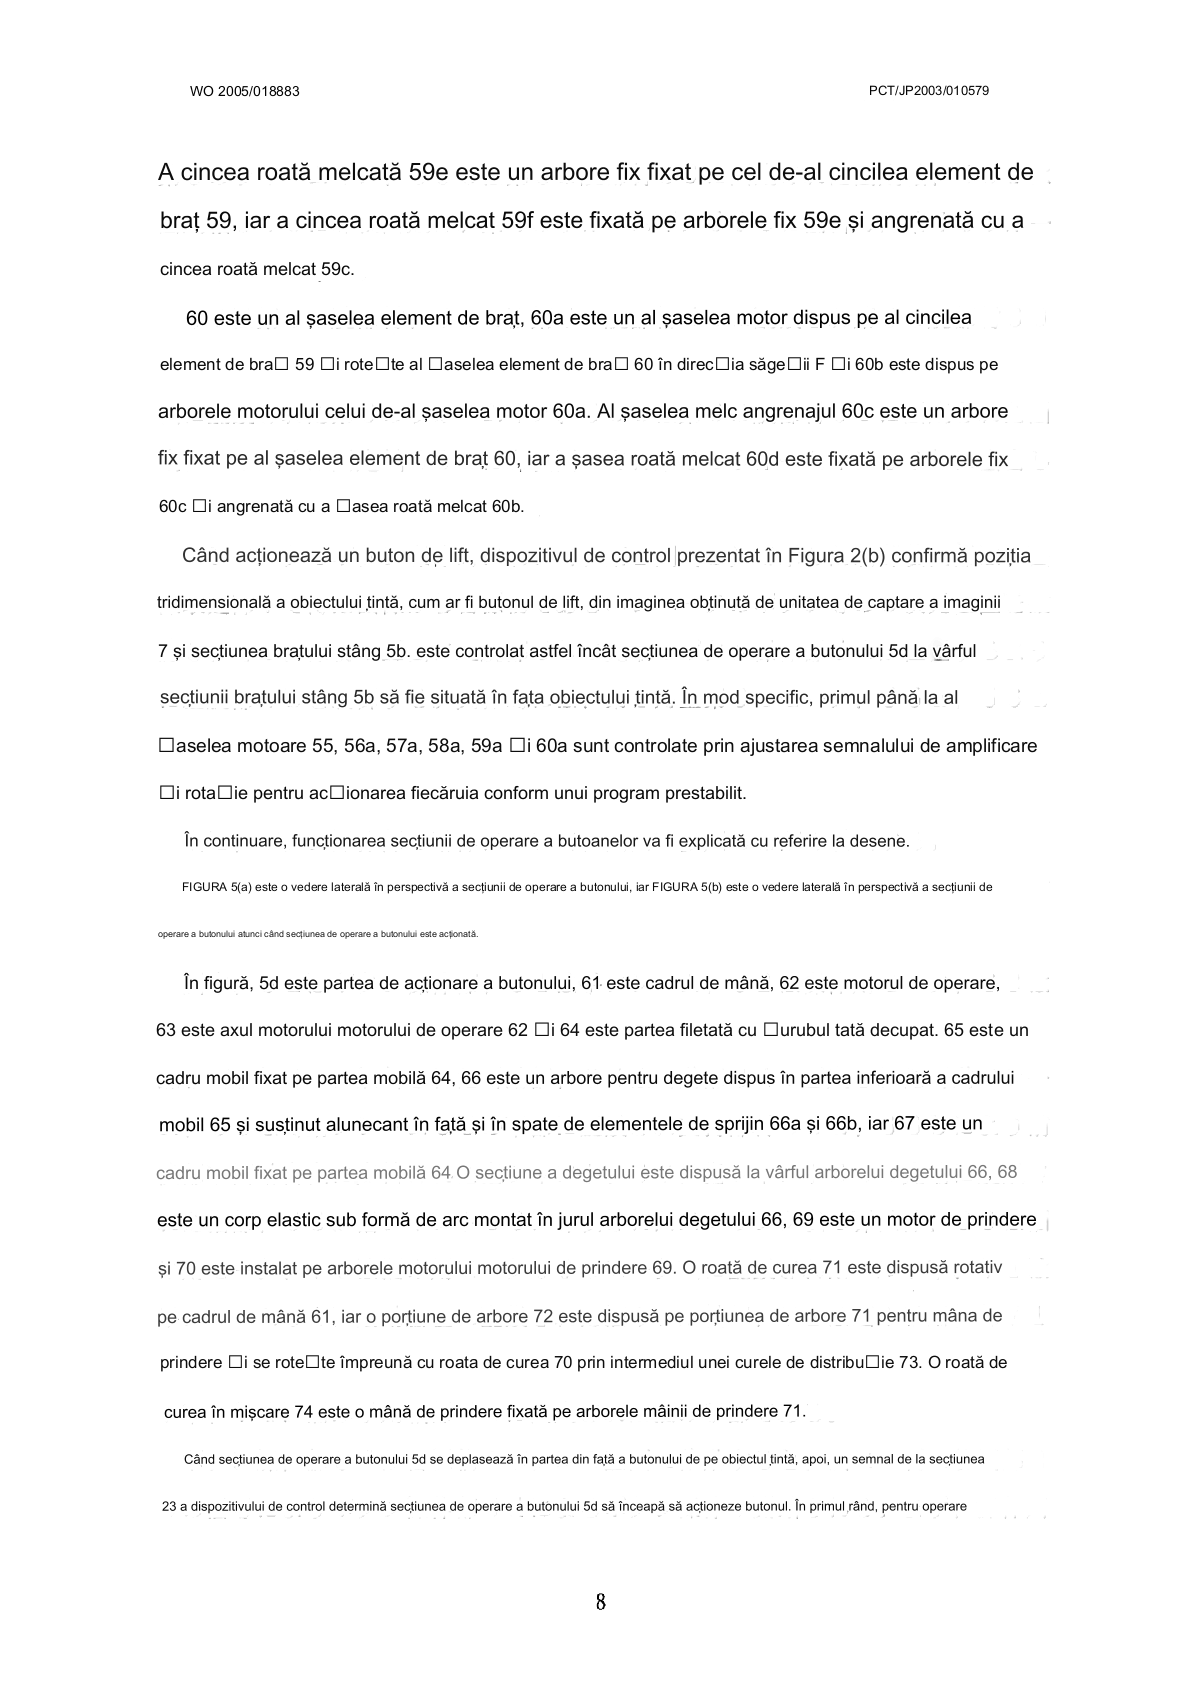 WO 2005/018883
PCT/JP2003/010579
A cincea roată melcată 59e este un arbore fix fixat pe cel de-al cincilea element de
braț 59, iar a cincea roată melcat 59f este fixată pe arborele fix 59e și angrenată cu a
cincea roată melcat 59c.
60 este un al șaselea element de braț, 60a este un al șaselea motor dispus pe al cincilea
element de bra□ 59 □i rote□te al □aselea element de bra□ 60 în direc□ia săge□ii F □i 60b este dispus pe
arborele motorului celui de-al șaselea motor 60a. Al șaselea melc angrenajul 60c este un arbore
fix fixat pe al șaselea element de braț 60, iar a șasea roată melcat 60d este fixată pe arborele fix
60c □i angrenată cu a □asea roată melcat 60b.
Când acționează un buton de lift, dispozitivul de control prezentat în Figura 2(b) confirmă poziția
tridimensională a obiectului țintă, cum ar fi butonul de lift, din imaginea obținută de unitatea de captare a imaginii
7 și secțiunea brațului stâng 5b. este controlat astfel încât secțiunea de operare a butonului 5d la vârful
secțiunii brațului stâng 5b să fie situată în fața obiectului țintă. În mod specific, primul până la al
□aselea motoare 55, 56a, 57a, 58a, 59a □i 60a sunt controlate prin ajustarea semnalului de amplificare
□i rota□ie pentru ac□ionarea fiecăruia conform unui program prestabilit.
În continuare, funcționarea secțiunii de operare a butoanelor va fi explicată cu referire la desene.
FIGURA 5(a) este o vedere laterală în perspectivă a secțiunii de operare a butonului, iar FIGURA 5(b) este o vedere laterală în perspectivă a secțiunii de
operare a butonului atunci când secțiunea de operare a butonului este acționată.
În figură, 5d este partea de acționare a butonului, 61 este cadrul de mână, 62 este motorul de operare,
63 este axul motorului motorului de operare 62 □i 64 este partea filetată cu □urubul tată decupat. 65 este un
cadru mobil fixat pe partea mobilă 64, 66 este un arbore pentru degete dispus în partea inferioară a cadrului
mobil 65 și susținut alunecant în față și în spate de elementele de sprijin 66a și 66b, iar 67 este un
cadru mobil fixat pe partea mobilă 64 O secțiune a degetului este dispusă la vârful arborelui degetului 66, 68
este un corp elastic sub formă de arc montat în jurul arborelui degetului 66, 69 este un motor de prindere
și 70 este instalat pe arborele motorului motorului de prindere 69. O roată de curea 71 este dispusă rotativ
pe cadrul de mână 61, iar o porțiune de arbore 72 este dispusă pe porțiunea de arbore 71 pentru mâna de
prindere □i se rote□te împreună cu roata de curea 70 prin intermediul unei curele de distribu□ie 73. O roată de
curea în mișcare 74 este o mână de prindere fixată pe arborele mâinii de prindere 71.
Când secțiunea de operare a butonului 5d se deplasează în partea din față a butonului de pe obiectul țintă, apoi, un semnal de la secțiunea
23 a dispozitivului de control determină secțiunea de operare a butonului 5d să înceapă să acționeze butonul. În primul rând, pentru operare
8